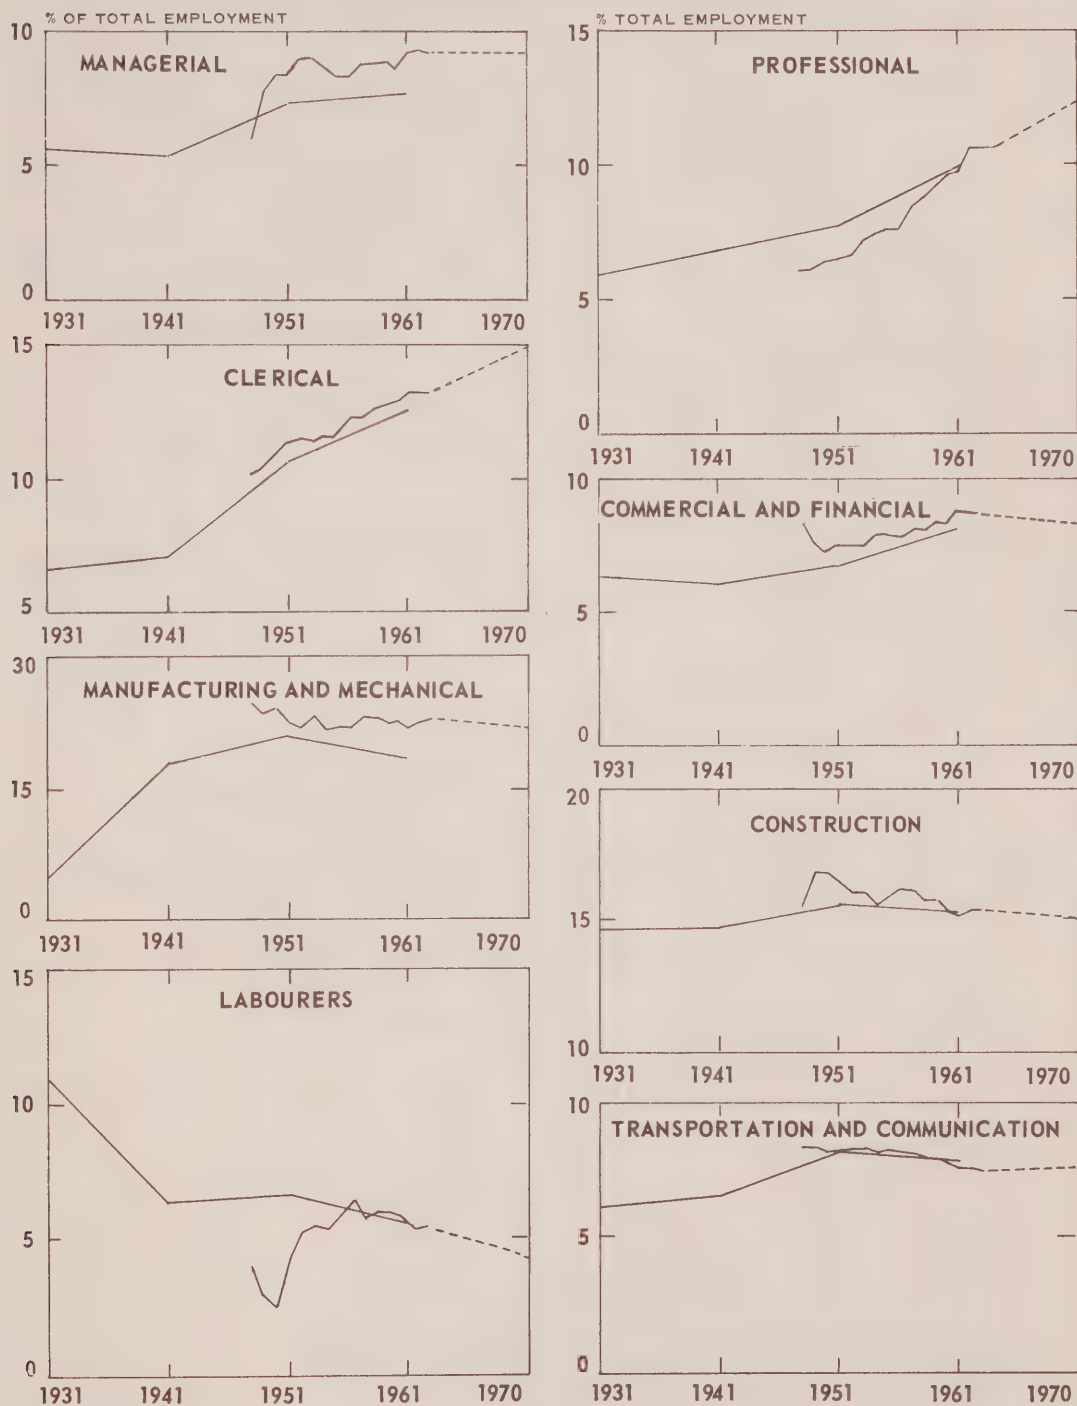 % OF TOTAL EMPLOYMENT
10
MANAGERIAL
5
0
1931 1941 1951 1961 1970
15
CLERICAL
10
5
1931 1941 1951 1961 1970
30
MANUFACTURING AND MECHANICAL
15
0
1931 1941 1951 1961 1970
15
LABOURERS
10
5
0
1931 1941 1951 1961 1970
% TOTAL EMPLOYMENT
15
PROFESSIONAL
10
5
0
1931 1941 1951 1961 1970
10
COMMERCIAL AND FINANCIAL
5
0
1931 1941 1951 1961 1970
20
CONSTRUCTION
15
10
1931 1941 1951 1961 1970
10
TRANSPORTATION AND COMMUNICATION
5
0
1931 1941 1951 1961 1970